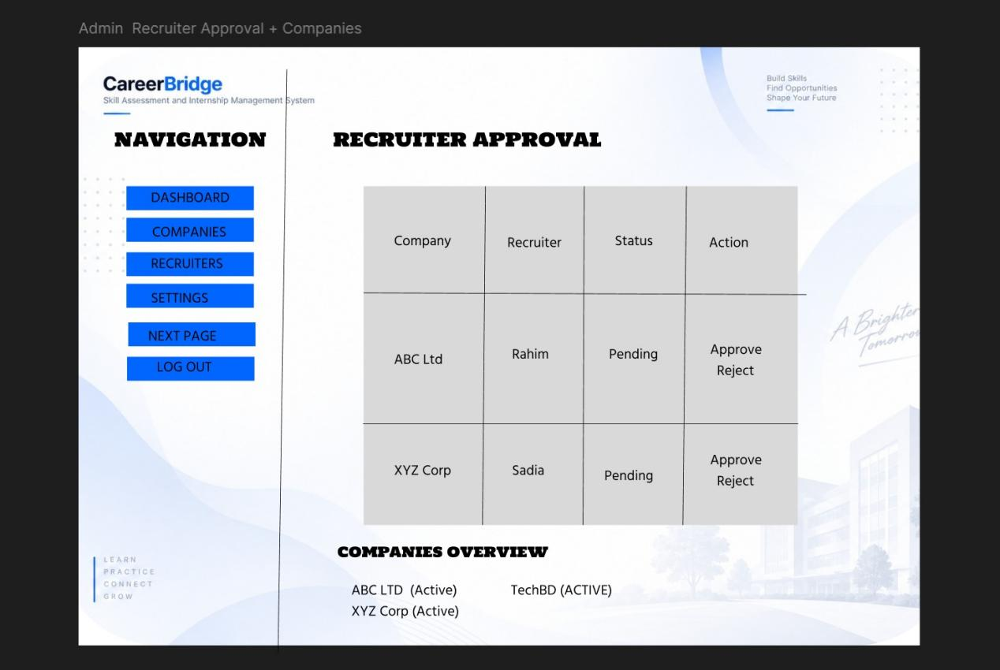 Admin Recruiter Approval + Companies
CareerBridge
Skill Assessment and Internship Management System
Build Skills
Find Opportunities
Shape Your Future
NAVIGATION
DASHBOARD
COMPANIES
RECRUITERS
SETTINGS
NEXT PAGE
LOG OUT
RECRUITER APPROVAL
Company Recruiter Status Action
ABC Ltd Rahim Pending Approve
Reject
XYZ Corp Sadia Pending Approve
Reject
A Brighter
Tomorrow
COMPANIES OVERVIEW
ABC LTD (Active) TechBD (ACTIVE)
XYZ Corp (Active)
LEARN
PRACTICE
CONNECT
GROW